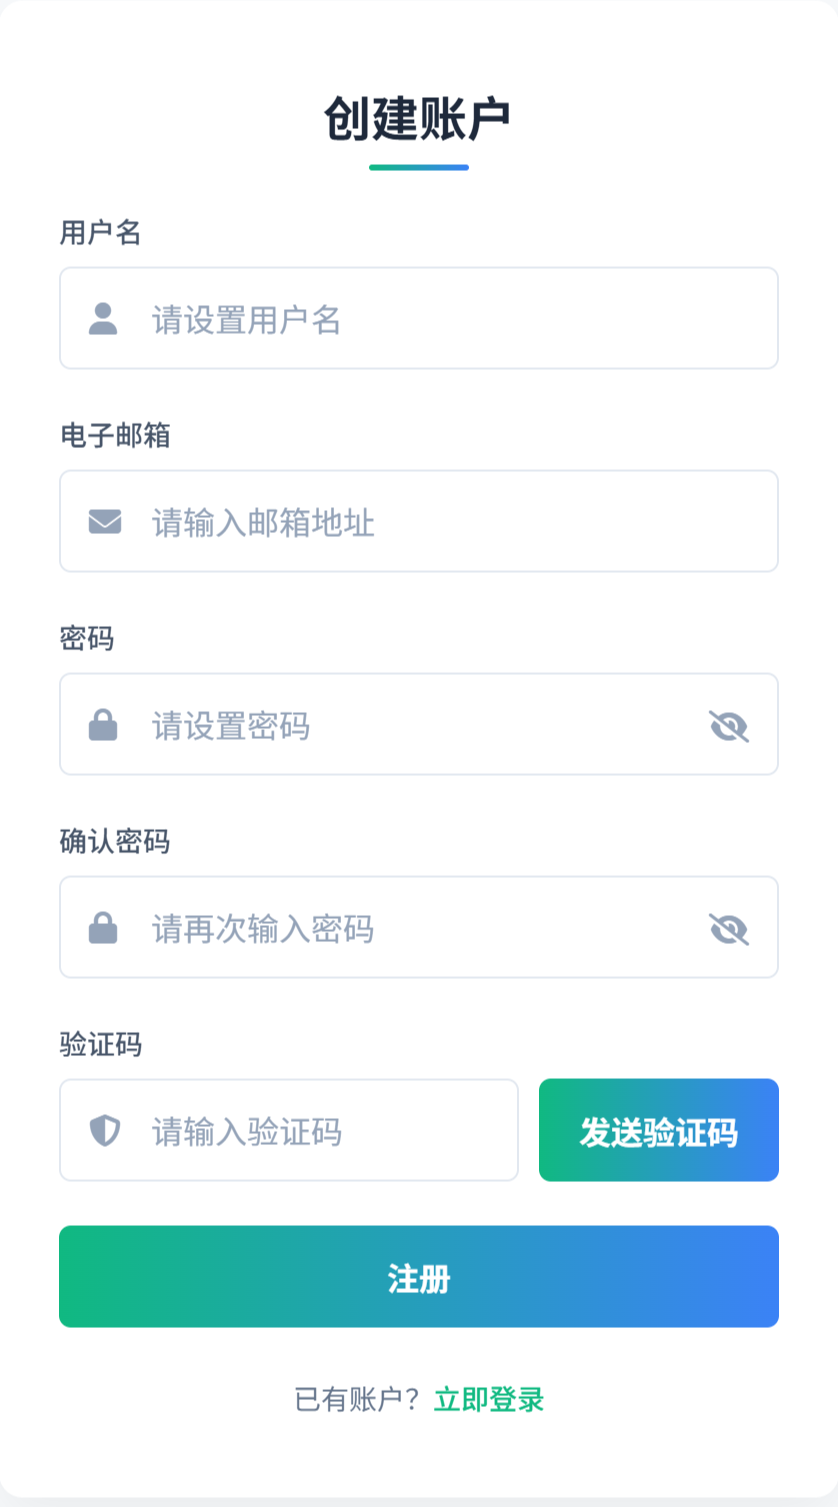 创建账户
用户名
请设置用户名
电子邮箱
请输入邮箱地址
密码
请设置密码
确认密码
请再次输入密码
验证码
请输入验证码
发送验证码
注册
已有账户？立即登录